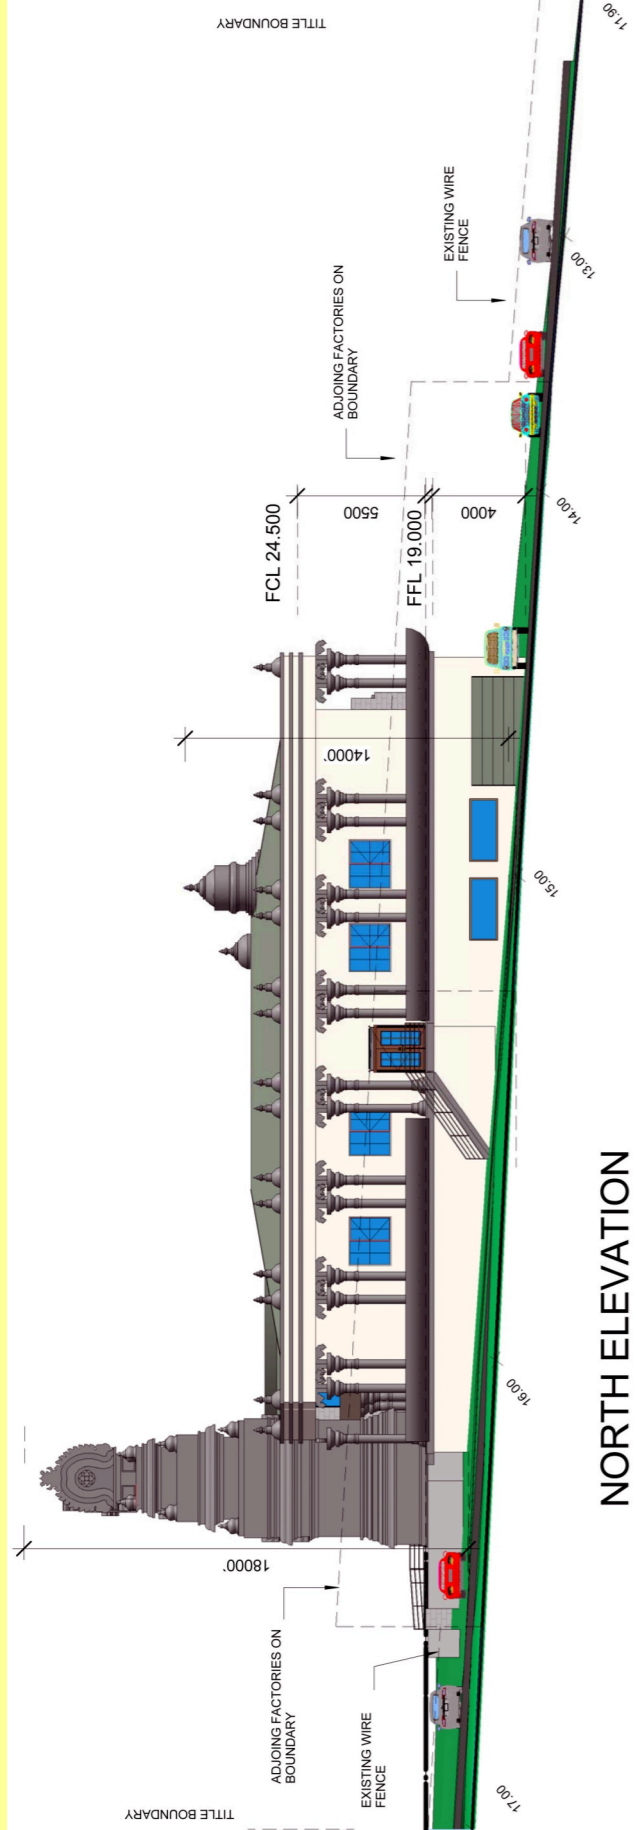 TITLE BOUNDARY
ADJOING FACTORIES ON
BOUNDARY
EXISTING WIRE
FENCE
18000'
14000'
FCL 24.500
5500
FFL 19.000
4000
ADJOING FACTORIES ON
BOUNDARY
EXISTING WIRE
FENCE
TITLE BOUNDARY
17.00
16.00
15.00
14.00
13.00
11.90
NORTH ELEVATION